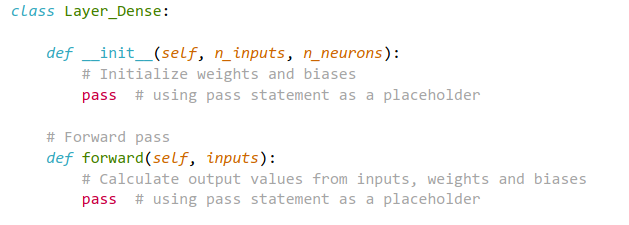 class Layer_Dense:
    def __init__(self, n_inputs, n_neurons):
        # Initialize weights and biases
        pass  # using pass statement as a placeholder
    # Forward pass
    def forward(self, inputs):
        # Calculate output values from inputs, weights and biases
        pass  # using pass statement as a placeholder